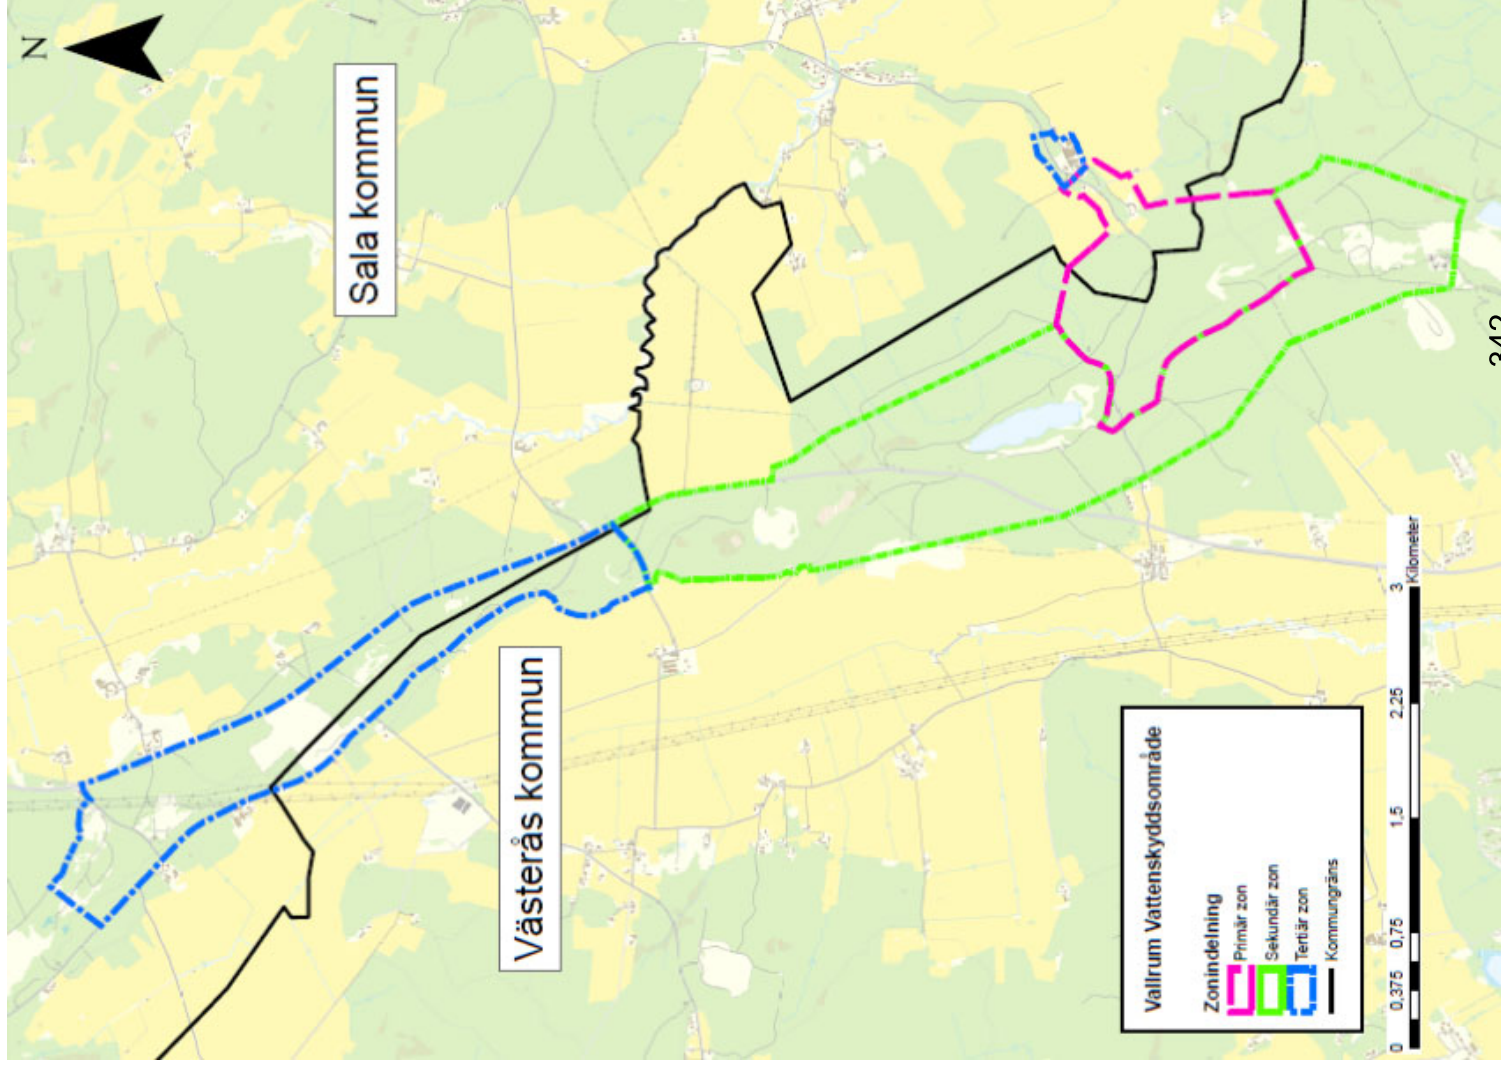 N
Sala kommun
Västerås kommun
Vallrum Vattenskyddsområde
Zonindelning
Primär zon
Sekundär zon
Tertiär zon
Kommungräns
0 0,375 0,75 1,5 2,25 3
Kilometer
342